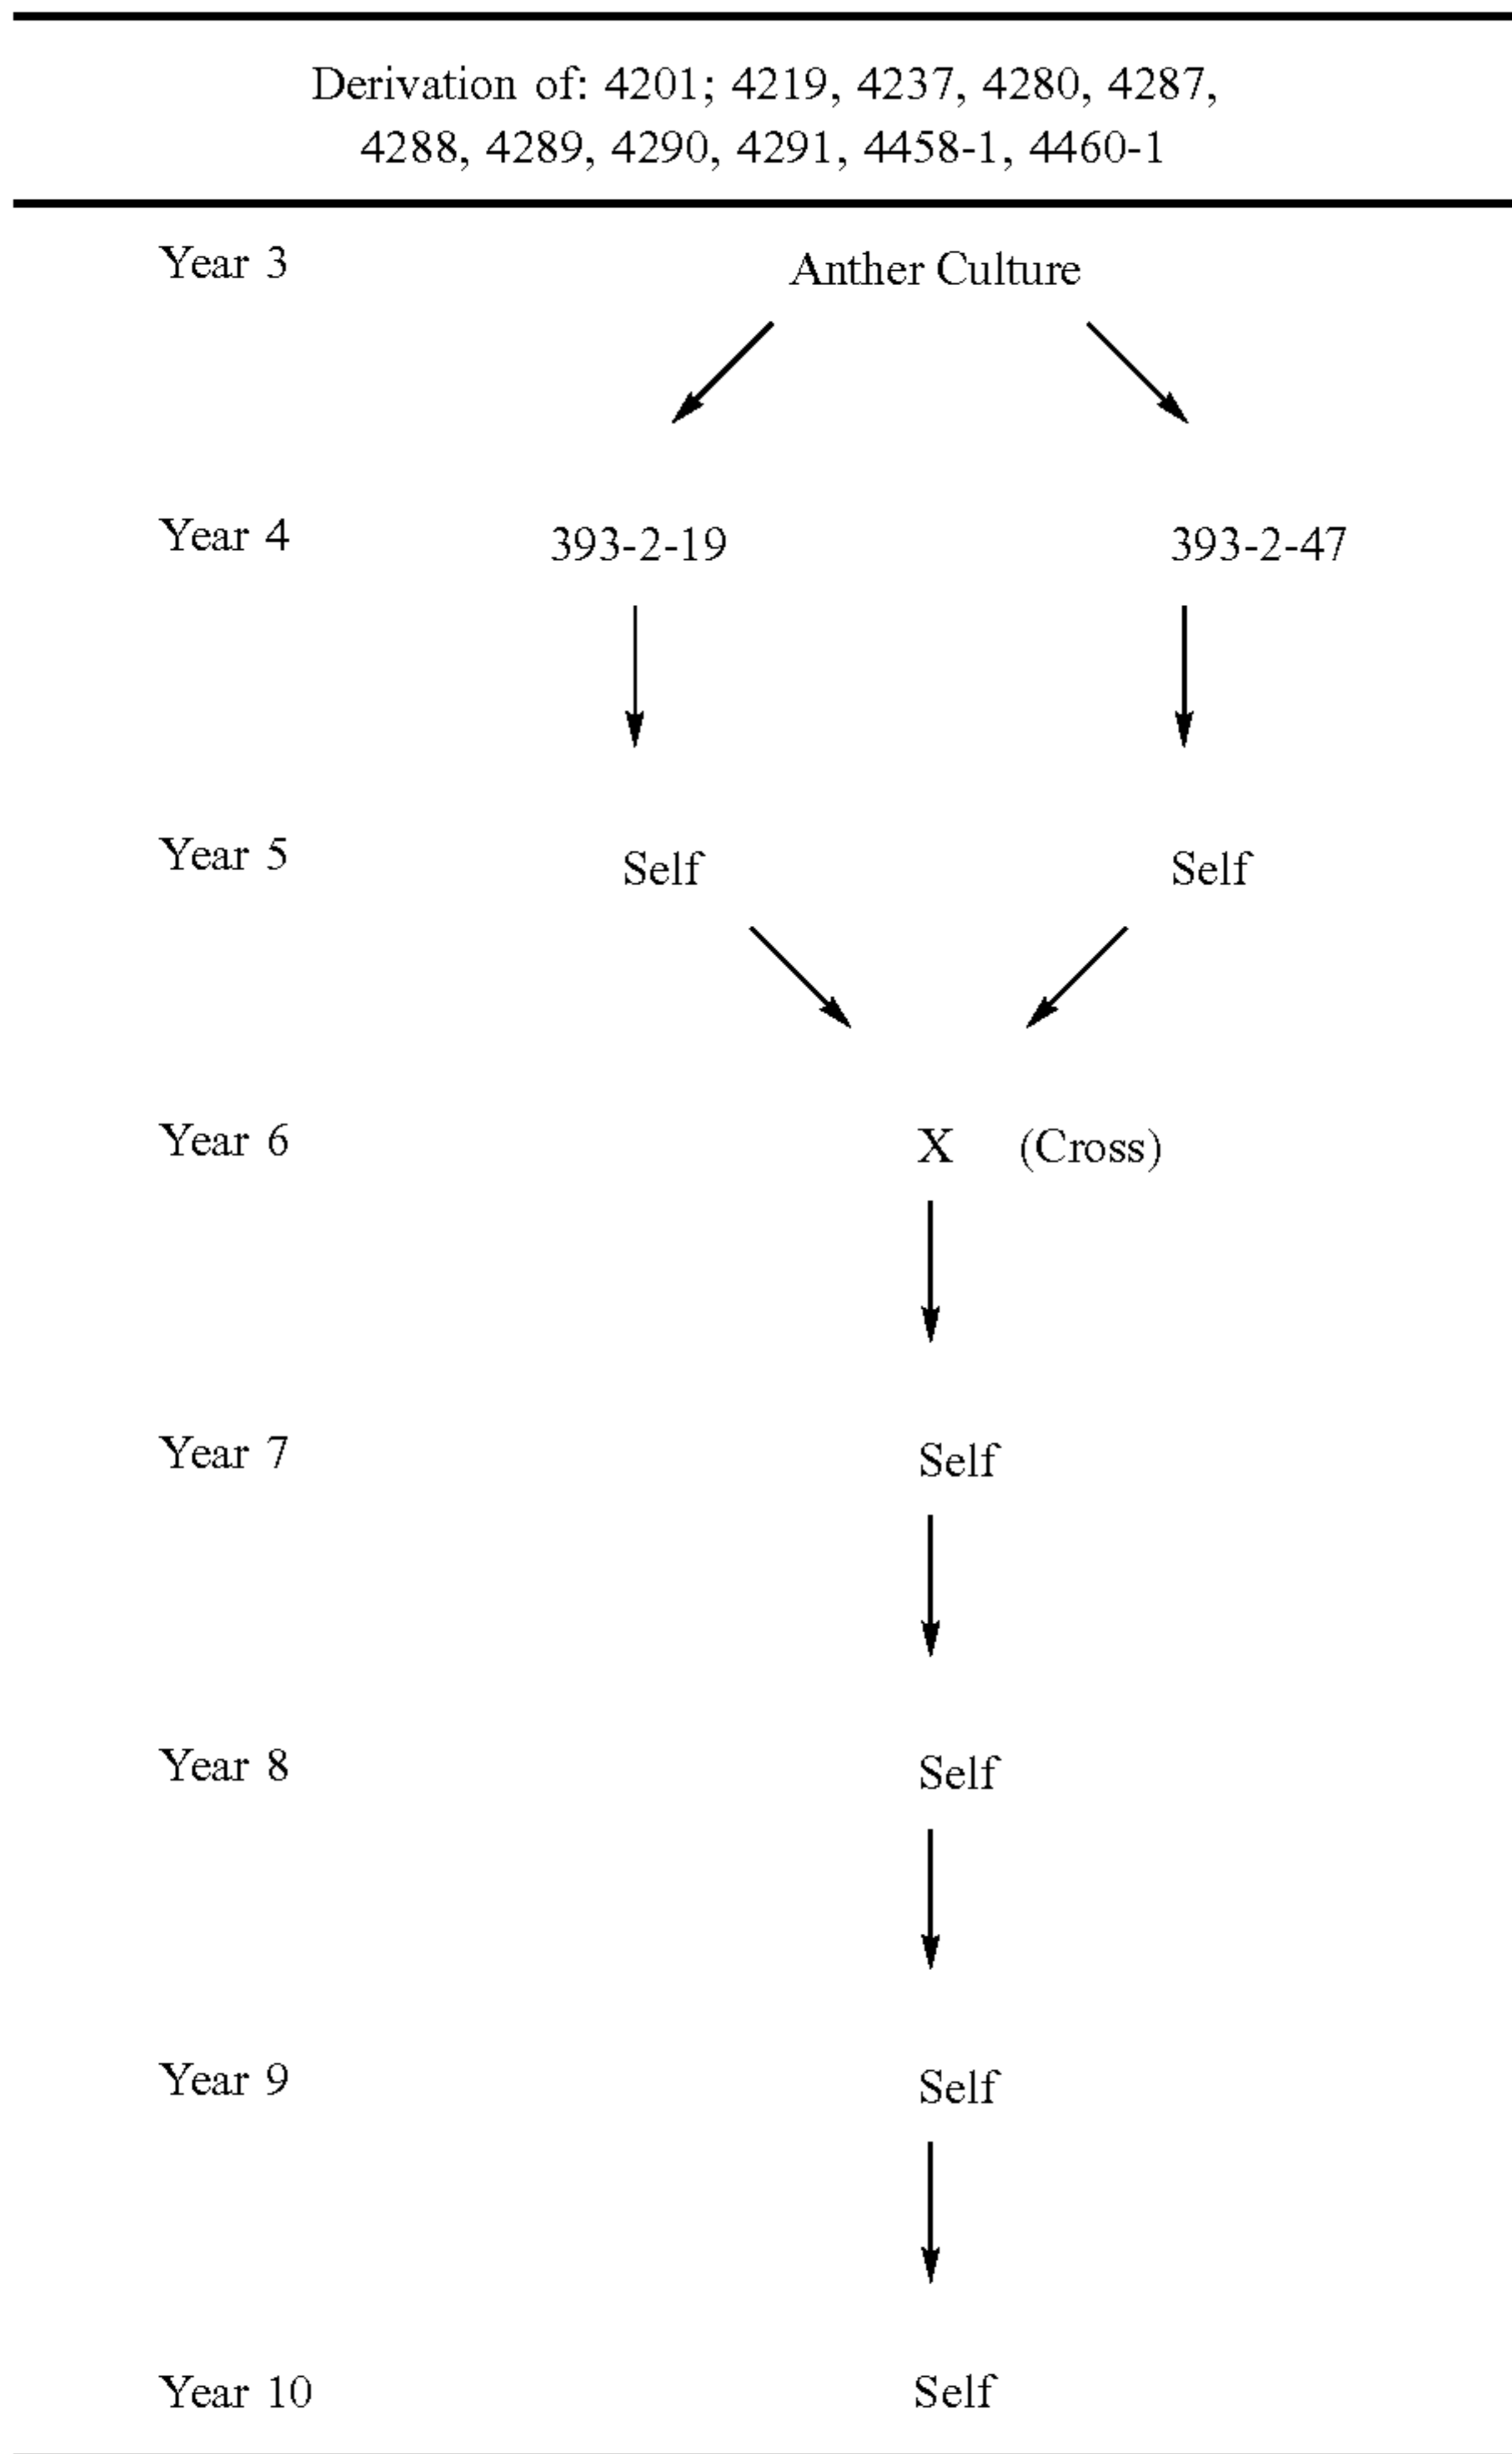 Derivation of: 4201; 4219, 4237, 4280, 4287,
4288, 4289, 4290, 4291, 4458-1, 4460-1
Year 3 Anther Culture
Year 4 393-2-19 393-2-47
Year 5 Self Self
Year 6 X (Cross)
Year 7 Self
Year 8 Self
Year 9 Self
Year 10 Self